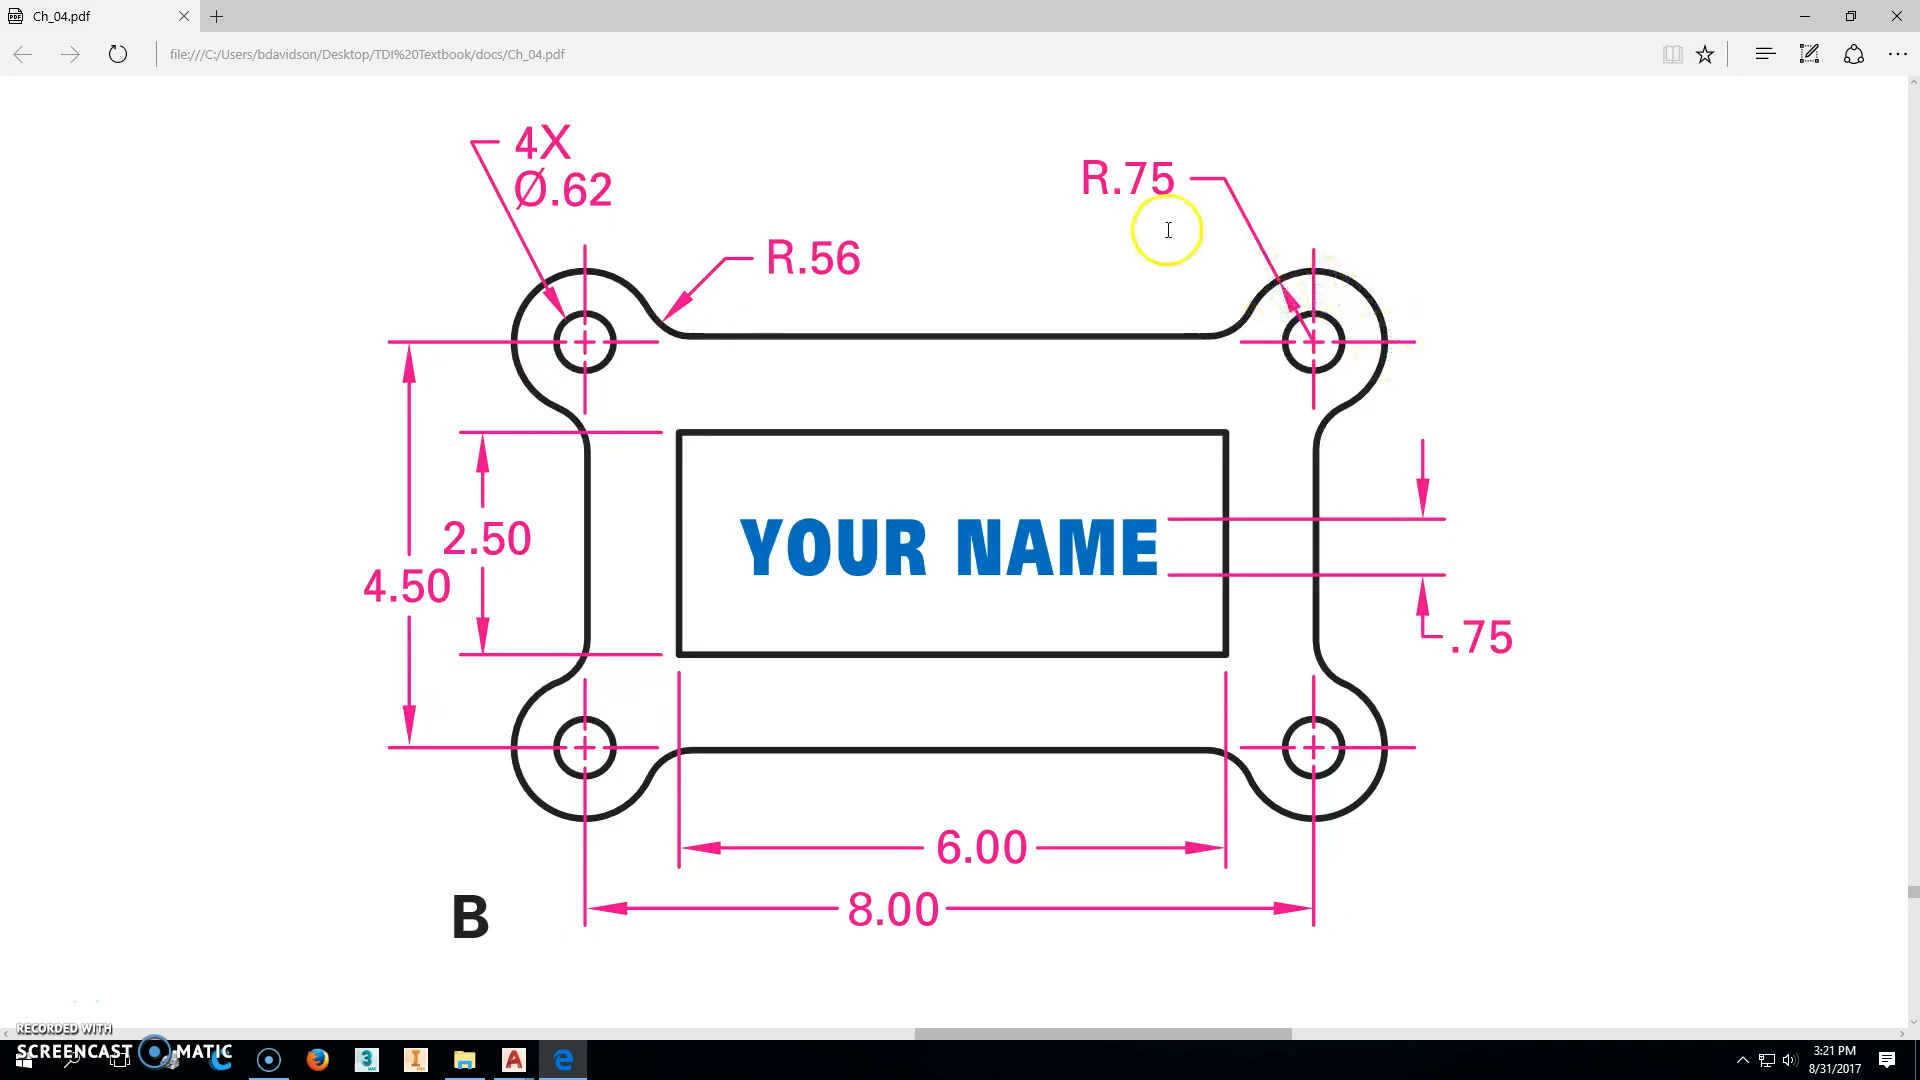 Ch_04.pdf
file:///C:/Users/bdavidson/Desktop/TDI%20Textbook/docs/Ch_04.pdf
4X
Ø.62
R.75
R.56
2.50
4.50
YOUR NAME
.75
6.00
8.00
B
RECORDED WITH
SCREENCAST MATIC
3:21 PM
8/31/2017